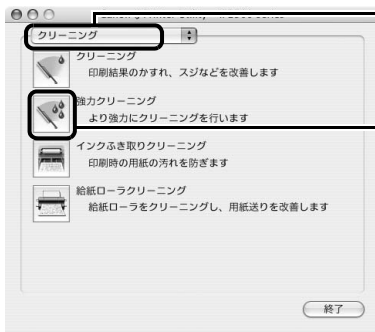 クリーニング
クリーニング
印刷結果のかすれ、スジなどを改善します
強力クリーニング
より強力にクリーニングを行います
インクふき取りクリーニング
印刷時の用紙の汚れを防ぎます
給紙ローラクリーニング
給紙ローラをクリーニングし、用紙送りを改善します
終了